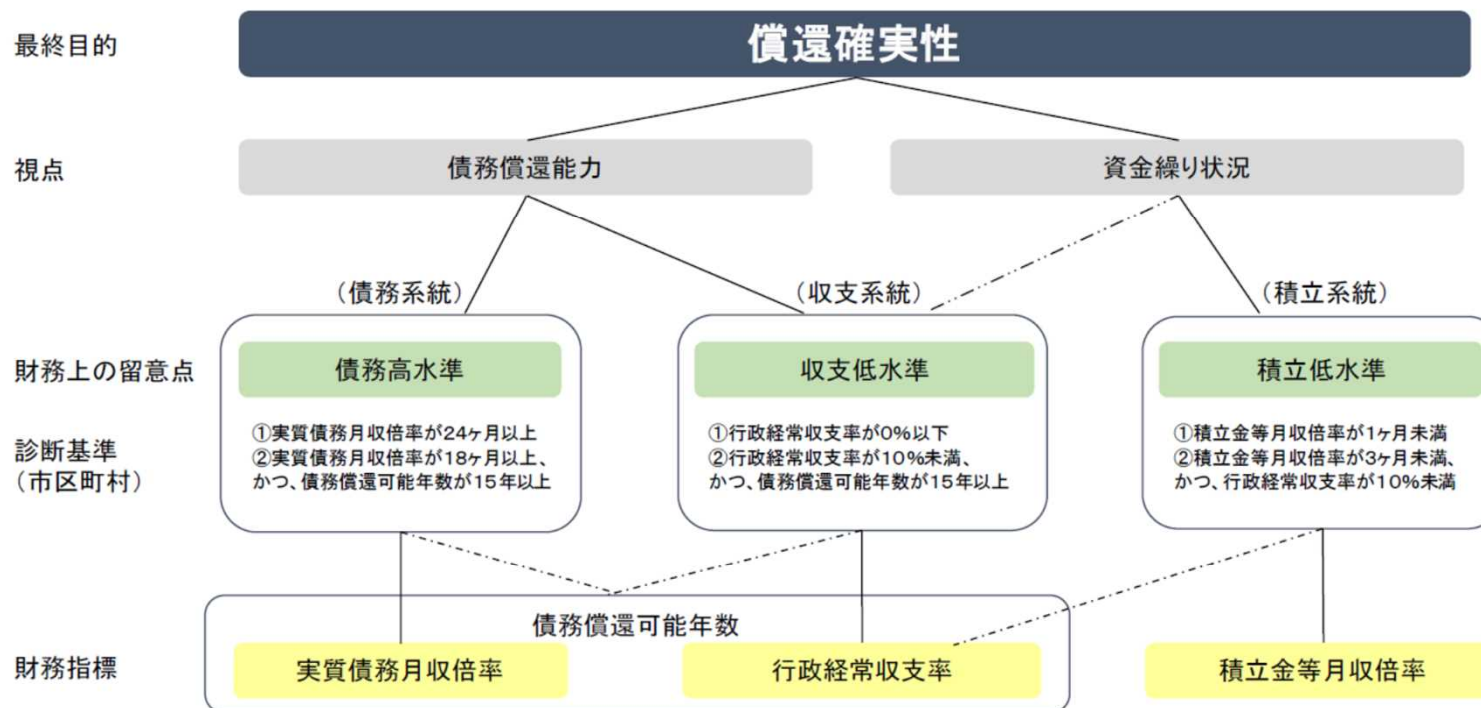 最終目的
償還確実性
視点
債務償還能力
資金繰り状況
（債務系統）
（収支系統）
（積立系統）
財務上の留意点
債務高水準
収支低水準
積立低水準
診断基準
（市区町村）
①実質債務月収倍率が24ヶ月以上
②実質債務月収倍率が18ヶ月以上、
かつ、債務償還可能年数が15年以上
①行政経常収支率が0%以下
②行政経常収支率が10%未満、
かつ、債務償還可能年数が15年以上
①積立金等月収倍率が1ヶ月未満
②積立金等月収倍率が3ヶ月未満、
かつ、行政経常収支率が10%未満
債務償還可能年数
財務指標
実質債務月収倍率
行政経常収支率
積立金等月収倍率